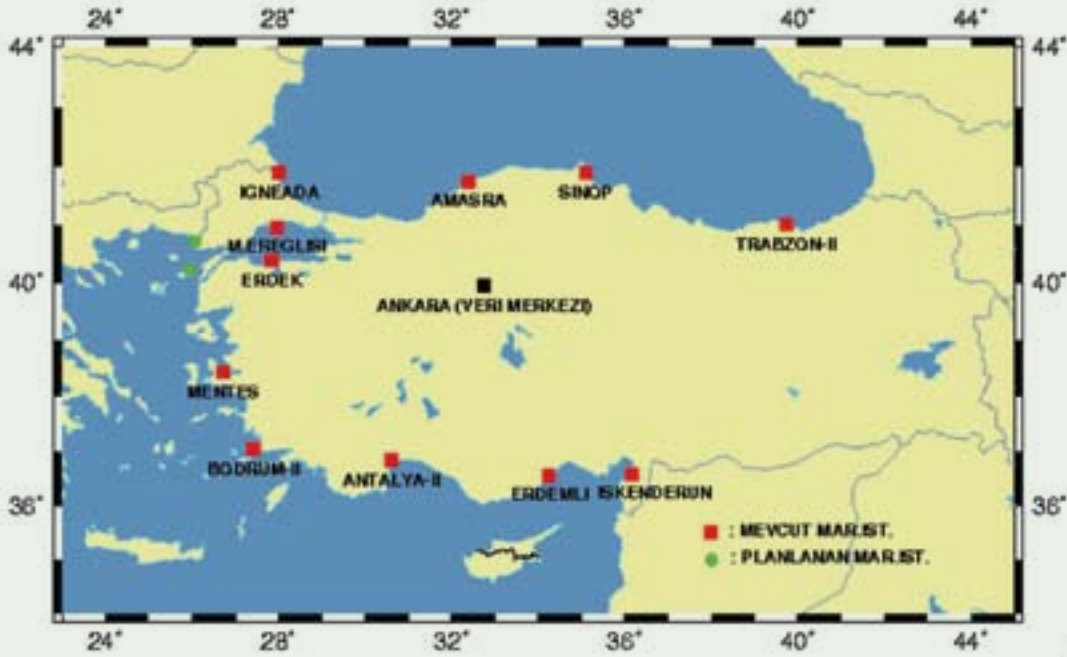 24° 28° 32° 36° 40° 44°
44° 44°
IGNEADA
AMASRA
SINOP
M.EREGLISI
TRABZON-II
ERDEK
40° 40°
ANKARA (VERI MERKEZI)
MENTES
BODRUM-II
ANTALYA-II
ERDEMLI
ISKENDERUN
36° 36°
: MEVCUT MAR.IST.
: PLANLANAN MAR.IST.
24° 28° 32° 36° 40° 44°